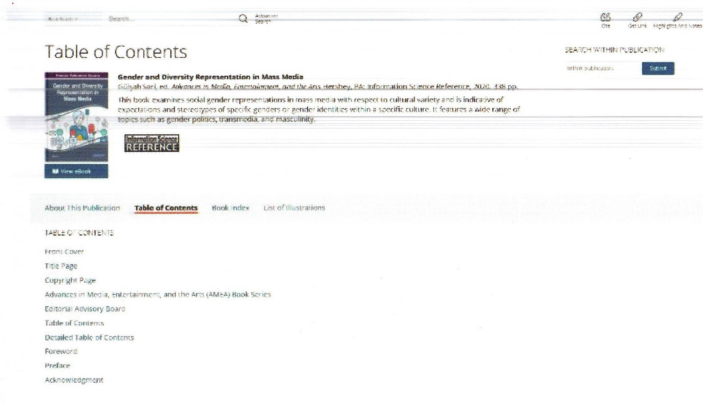 Search...
Advanced
Search
Cite
Get Link
Highlights and Notes
Table of Contents
SEARCH WITHIN PUBLICATION
within publication
Submit
Gender and Diversity
Representation in
Mass Media
Gender and Diversity Representation in Mass Media
Sarı, ed. Advances in Media, Entertainment, and the Arts. Hershey, PA: Information Science Reference, 2020. 338 pp.
This book examines social gender representations in mass media with respect to cultural variety and is indicative of
expectations and stereotypes of specific genders or gender identities within a specific culture. It features a wide range of
topics such as gender politics, transmedia, and masculinity.
Information Science
REFERENCE
View eBook
About This Publication
Table of Contents
Book Index
List of Illustrations
TABLE OF CONTENTS
Front Cover
Title Page
Copyright Page
Advances in Media, Entertainment, and the Arts (AMEA) Book Series
Editorial Advisory Board
Table of Contents
Detailed Table of Contents
Foreword
Preface
Acknowledgment